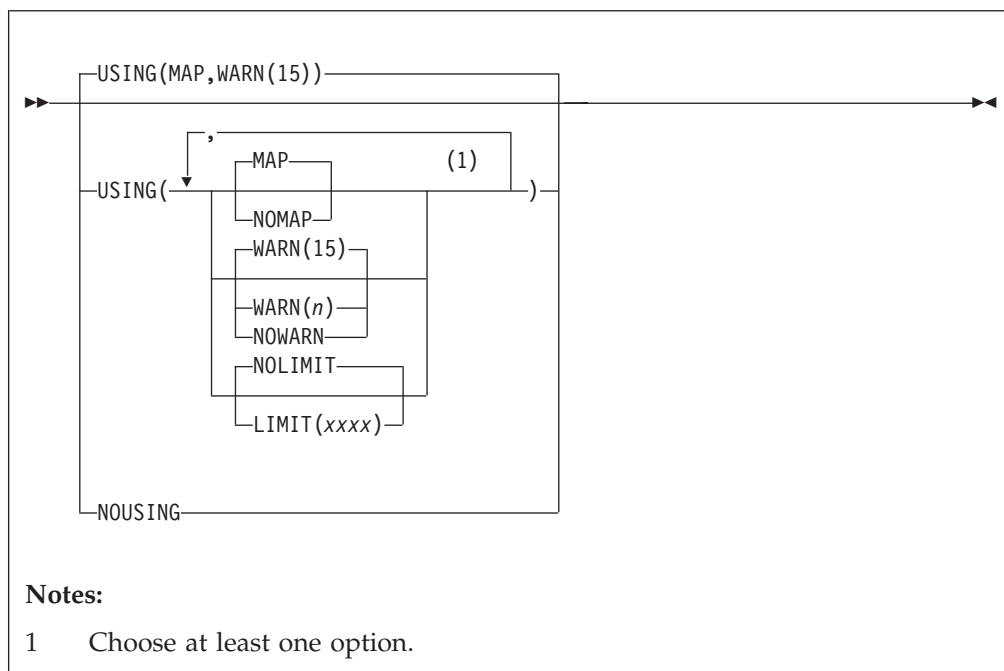 USING(MAP,WARN(15))
,
MAP (1)
USING( )
NOMAP
WARN(15)
WARN(n)
NOWARN
NOLIMIT
LIMIT(xxxx)
NOUSING
Notes:
1 Choose at least one option.